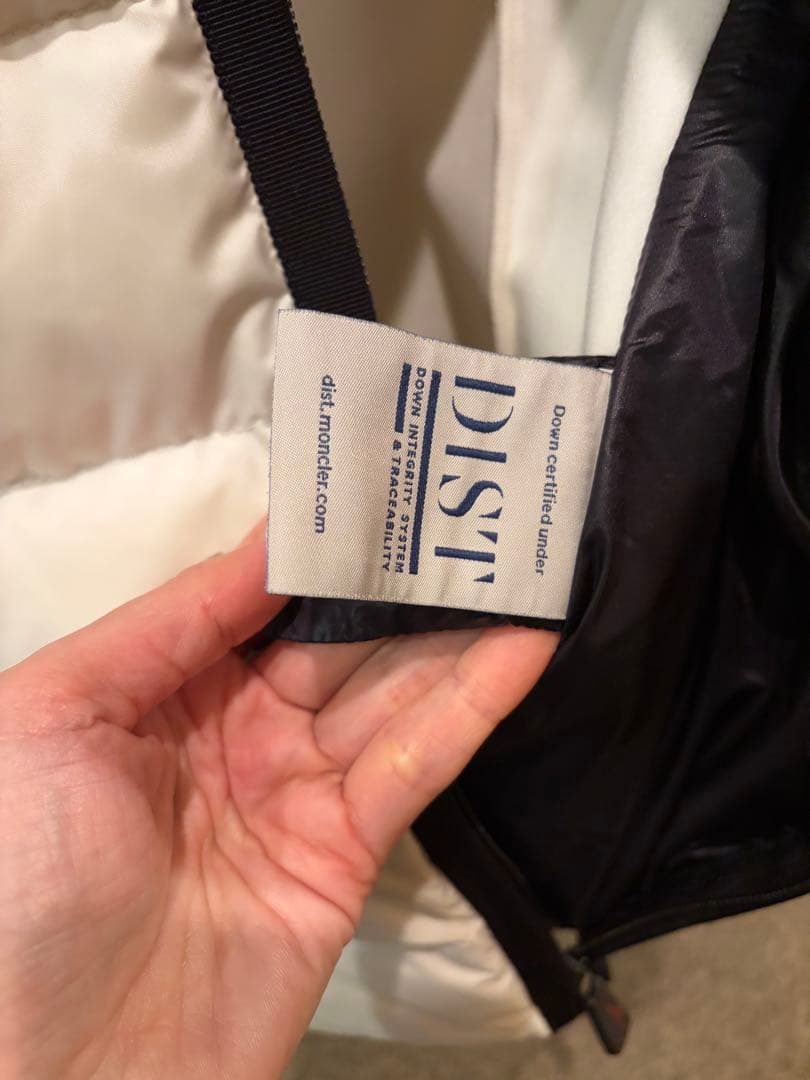 Down certified under
DIST
DOWN INTEGRITY SYSTEM
& TRACEABILITY
dist.moncler.com